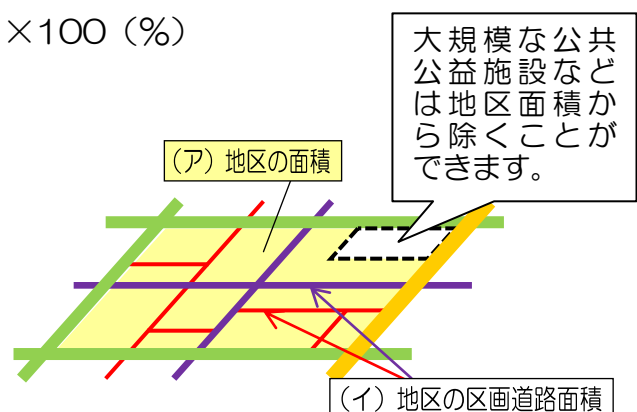 ×100（%）
大規模な公共
公益施設など
は地区面積か
ら除くことが
できます。
（ア）地区の面積
（イ）地区の区画道路面積